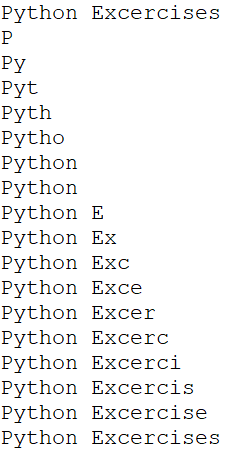 Python Excercises
P
Py
Pyt
Pyth
Pytho
Python
Python
Python E
Python Ex
Python Exc
Python Exce
Python Excer
Python Excerc
Python Excerci
Python Excercis
Python Excercise
Python Excercises